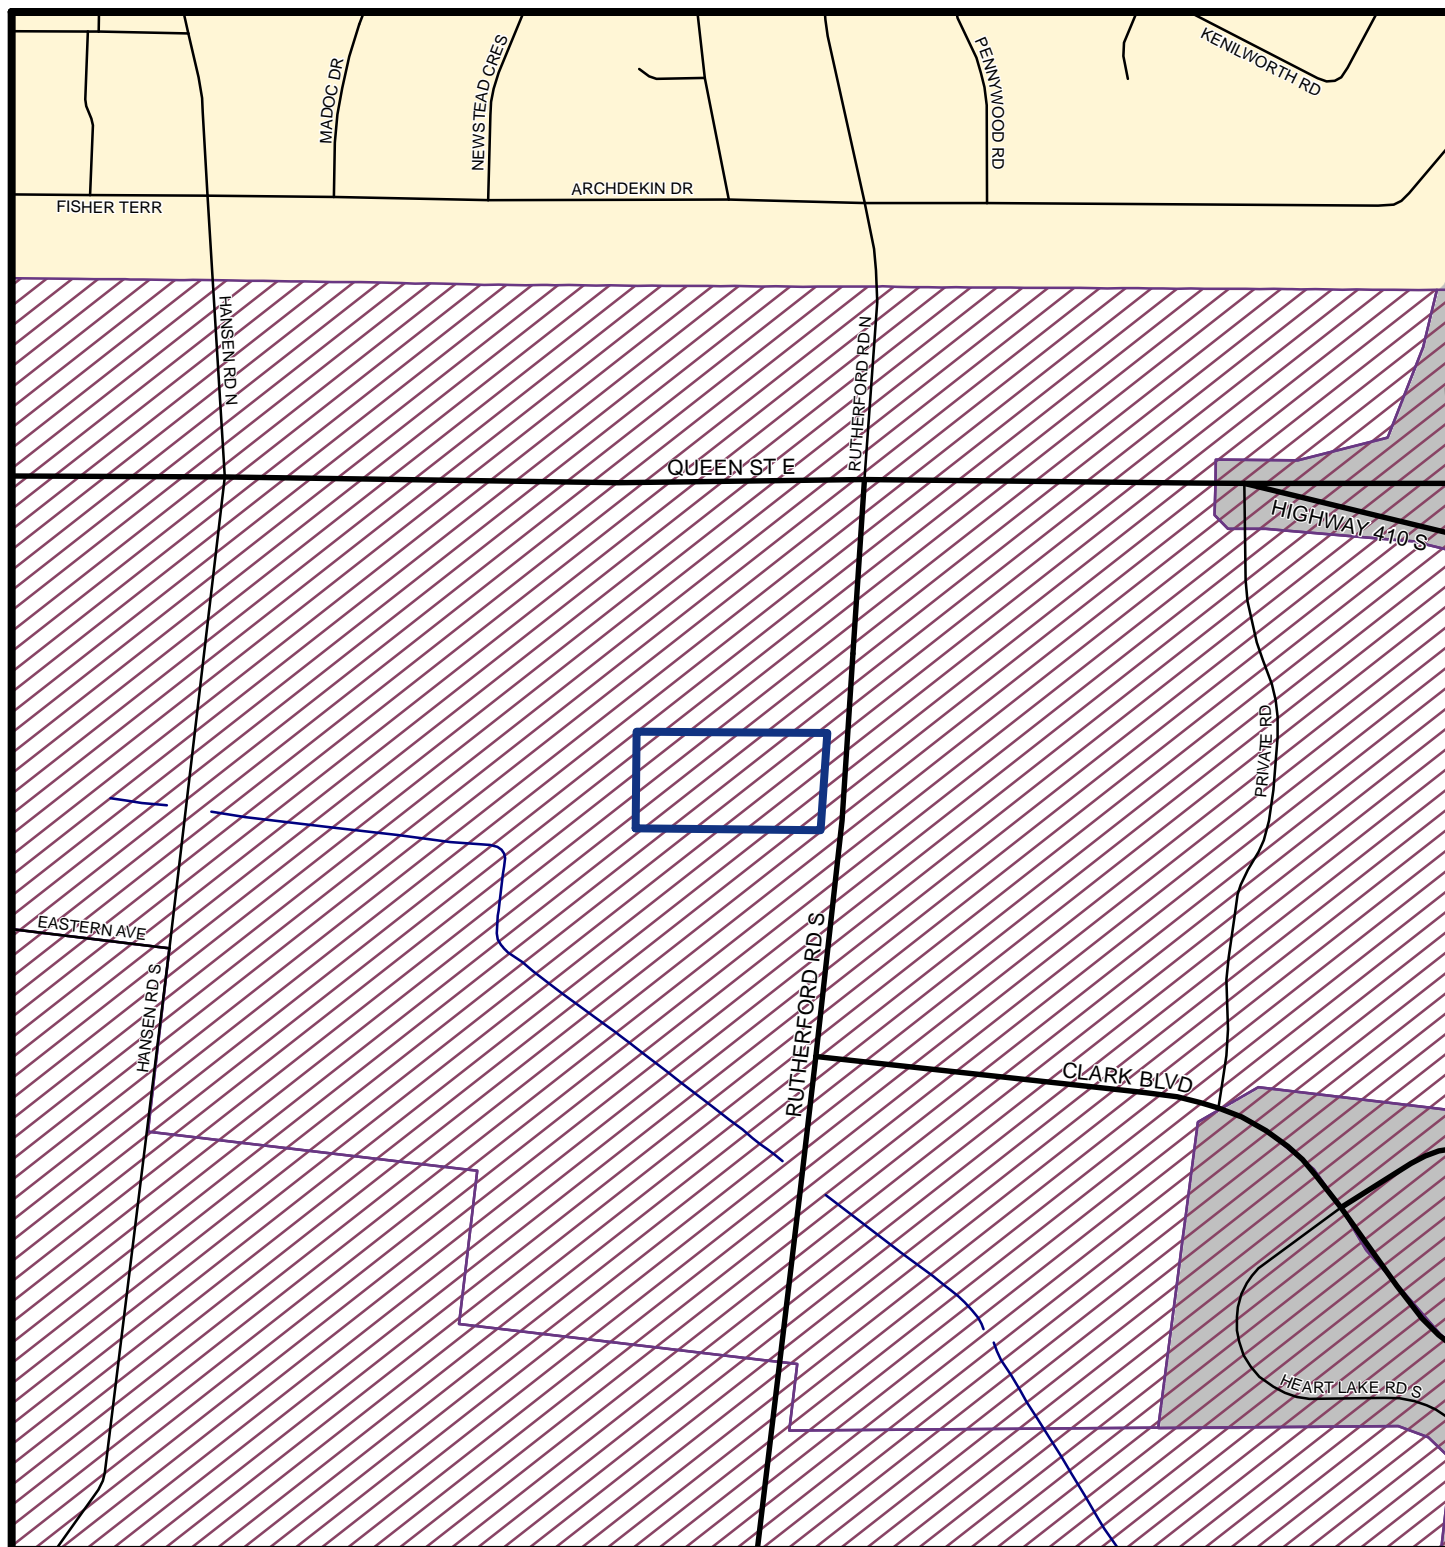 KENILWORTH RD
MADOC DR
NEWSTEAD CRES
PENNYWOOD RD
ARCHDEKIN DR
FISHER TERR
HANSEN RD N
RUTHERFORD RD N
QUEEN ST E
HIGHWAY 410 S
PRIVATE RD
EASTERN AVE
RUTHERFORD RD S
HANSEN RD S
CLARK BLVD
HEART LAKE RD S